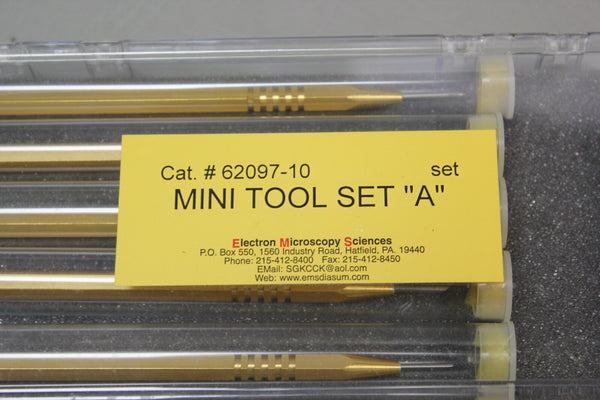 Cat. # 62097-10 set
MINI TOOL SET "A"
Electron Microscopy Sciences
P.O. Box 550, 1560 Industry Road, Hatfield, PA. 19440
Phone: 215-412-8400 Fax: 215-412-8450
EMail: SGKCCK@aol.com
Web: www.emsdiasum.com